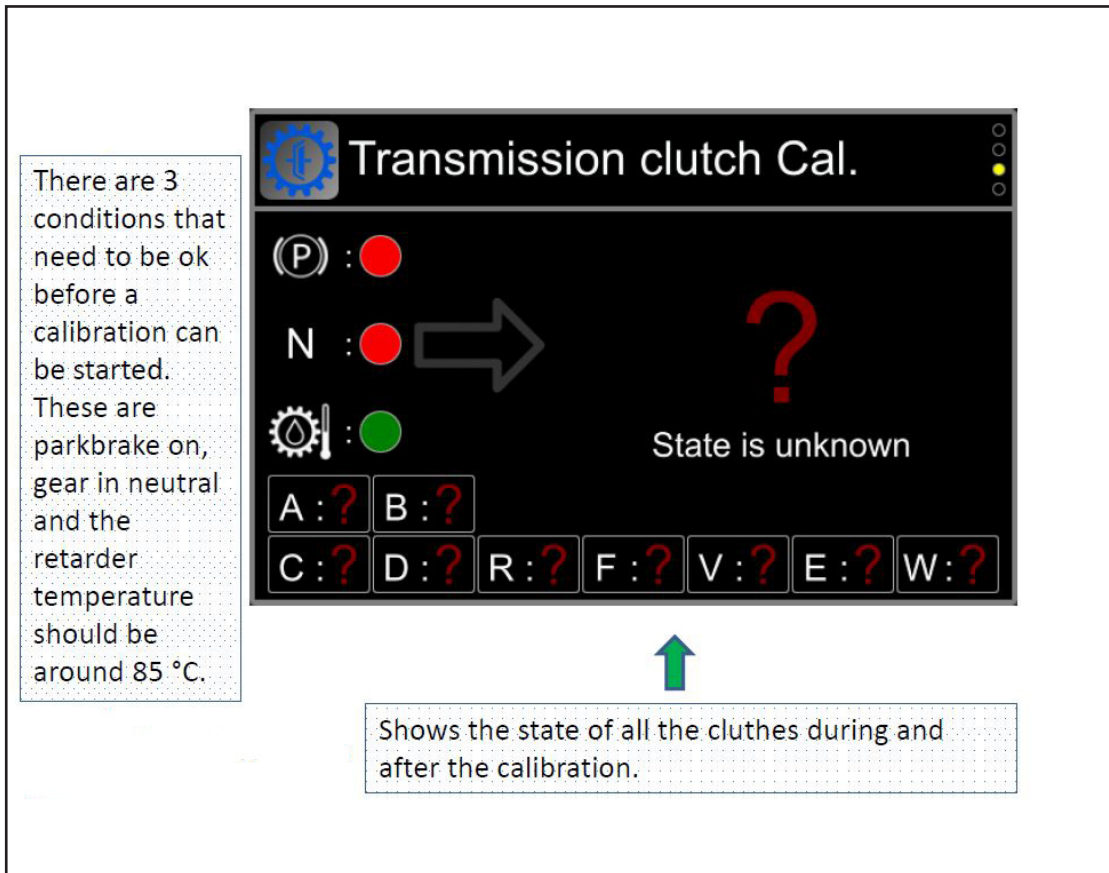 Transmission clutch Cal.
There are 3
conditions that
need to be ok
before a
calibration can
be started.
These are
parkbrake on,
gear in neutral
and the
retarder
temperature
should be
around 85 °C.
(P) :
N :
:
?
State is unknown
A : ? B : ?
C : ? D : ? R : ? F : ? V : ? E : ? W : ?
Shows the state of all the cluthes during and
after the calibration.